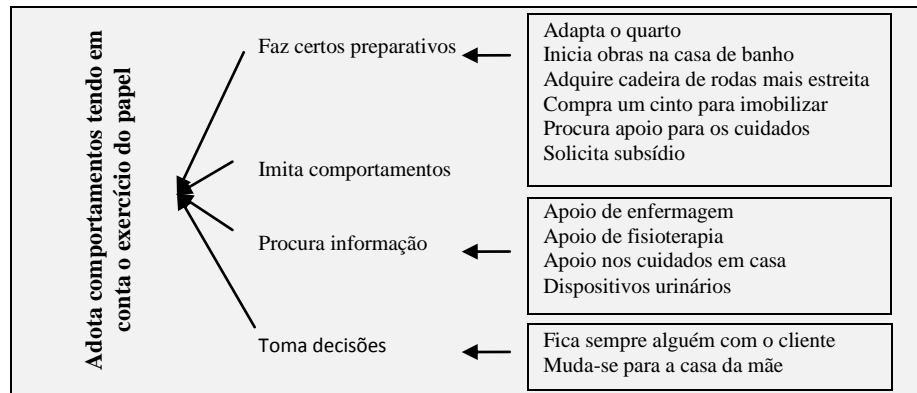 Adota comportamentos tendo em
conta o exercício do papel
Faz certos preparativos
Adapta o quarto
Inicia obras na casa de banho
Adquire cadeira de rodas mais estreita
Compra um cinto para imobilizar
Procura apoio para os cuidados
Solicita subsídio
Imita comportamentos
Procura informação
Apoio de enfermagem
Apoio de fisioterapia
Apoio nos cuidados em casa
Dispositivos urinários
Toma decisões
Fica sempre alguém com o cliente
Muda-se para a casa da mãe